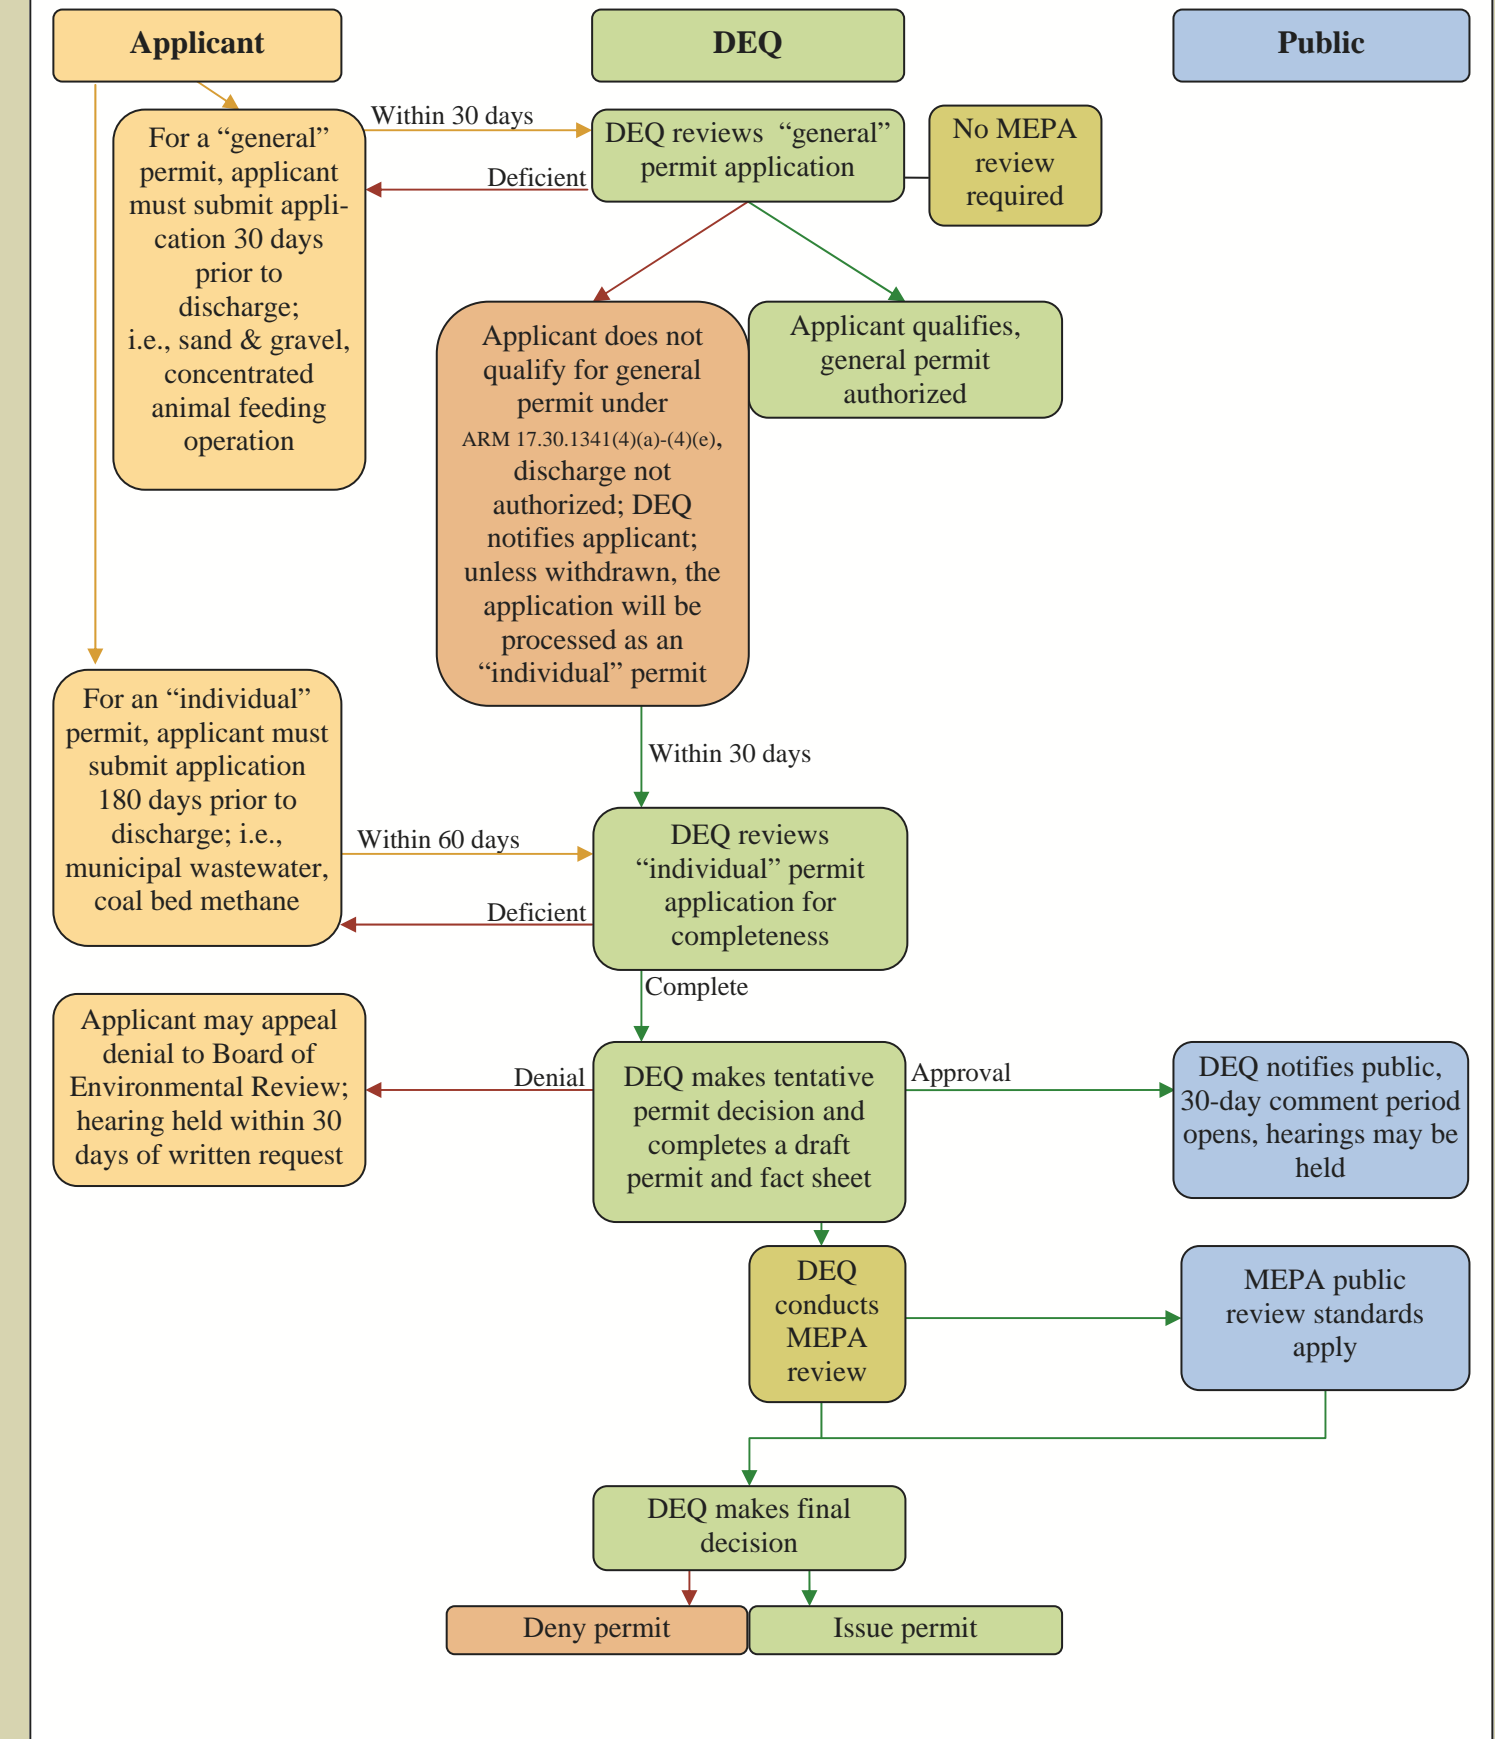 Applicant
DEQ
Public
For a “general”
permit, applicant
must submit appli-
cation 30 days
prior to
discharge;
i.e., sand & gravel,
concentrated
animal feeding
operation
Within 30 days
Deficient
DEQ reviews “general”
permit application
No MEPA
review
required
Applicant does not
qualify for general
permit under
ARM 17.30.1341(4)(a)-(4)(e),
discharge not
authorized; DEQ
notifies applicant;
unless withdrawn, the
application will be
processed as an
“individual” permit
Applicant qualifies,
general permit
authorized
Within 30 days
For an “individual”
permit, applicant must
submit application
180 days prior to
discharge; i.e.,
municipal wastewater,
coal bed methane
Within 60 days
Deficient
DEQ reviews
“individual” permit
application for
completeness
Complete
Applicant may appeal
denial to Board of
Environmental Review;
hearing held within 30
days of written request
Denial
DEQ makes tentative
permit decision and
completes a draft
permit and fact sheet
Approval
DEQ notifies public,
30-day comment period
opens, hearings may be
held
DEQ
conducts
MEPA
review
MEPA public
review standards
apply
DEQ makes final
decision
Deny permit
Issue permit